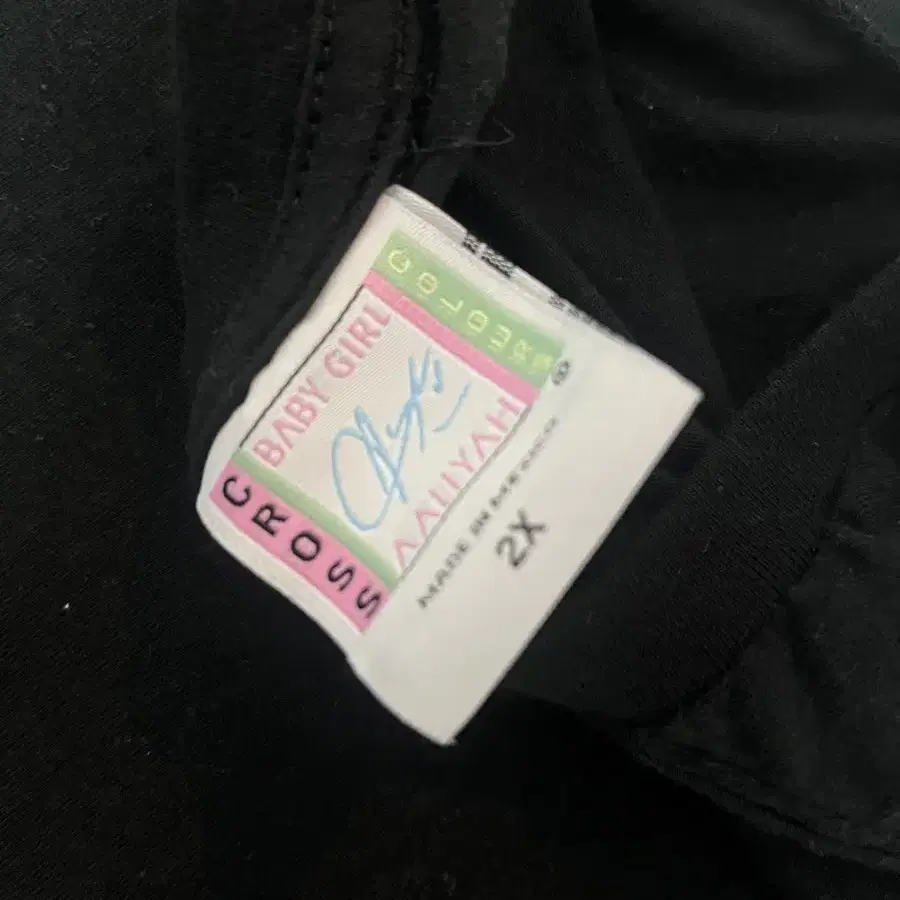 CROSS
COLOURS
®
BABY GIRL
AALIYAH
MADE IN MEXICO
2X